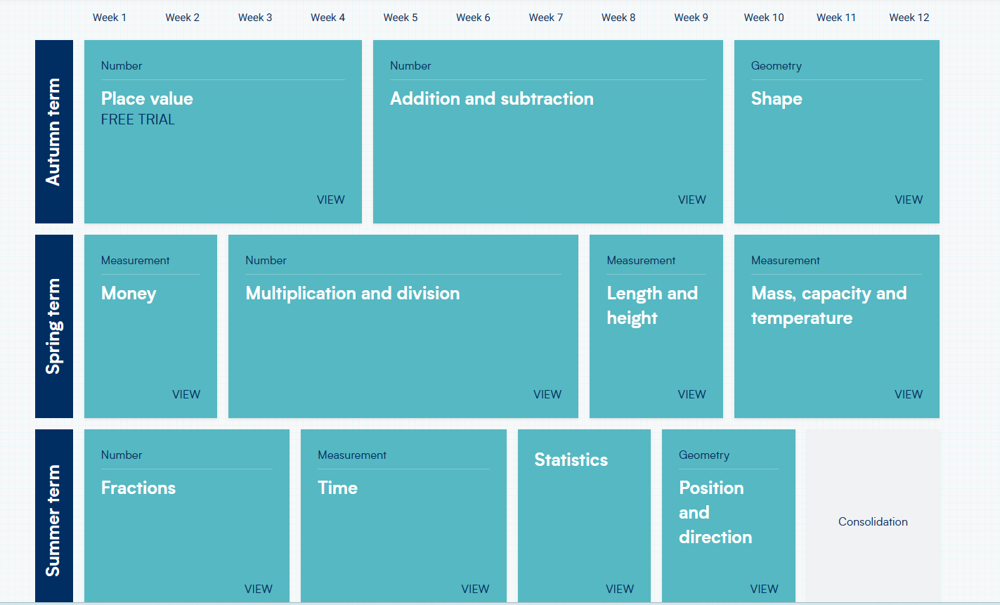 Week 1 Week 2 Week 3 Week 4 Week 5 Week 6 Week 7 Week 8 Week 9 Week 10 Week 11 Week 12
Autumn term
Number
Place value
FREE TRIAL
VIEW
Number
Addition and subtraction
VIEW
Geometry
Shape
VIEW
Spring term
Measurement
Money
VIEW
Number
Multiplication and division
VIEW
Measurement
Length and
height
VIEW
Measurement
Mass, capacity and
temperature
VIEW
Summer term
Number
Fractions
VIEW
Measurement
Time
VIEW
Statistics
VIEW
Geometry
Position
and
direction
VIEW
Consolidation